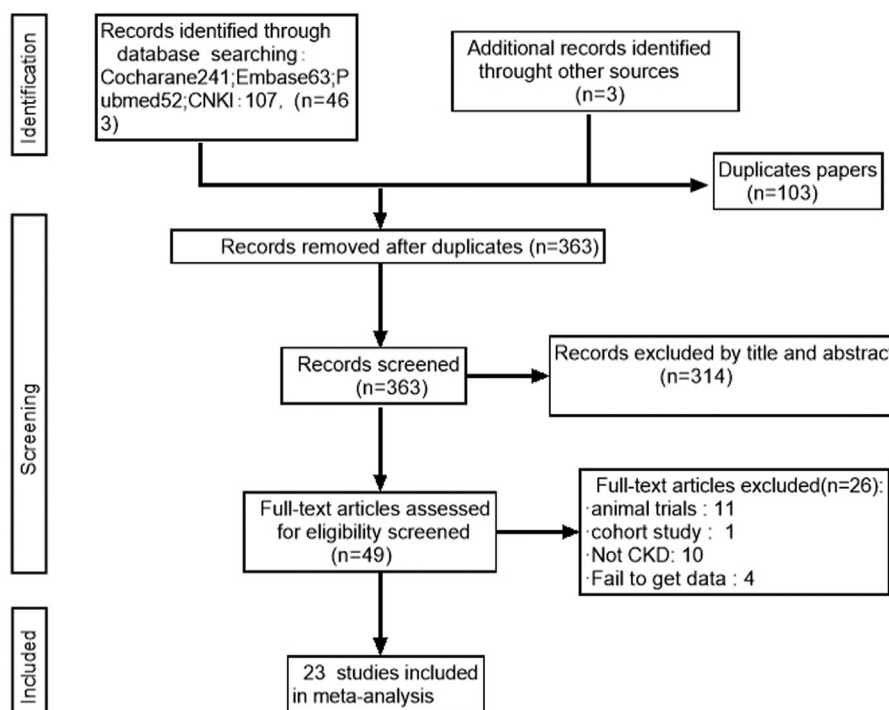 Identification
Records identified through
database searching:
Cocharane241;Embase63;P
ubmed52;CNKI:107, (n=46
3)
Additional records identified
throught other sources
(n=3)
Duplicates papers
(n=103)
Screening
Records removed after duplicates (n=363)
Records screened
(n=363)
Records excluded by title and abstract
(n=314)
Full-text articles assessed
for eligibility screened
(n=49)
Full-text articles excluded(n=26):
·animal trials : 11
·cohort study : 1
·Not CKD: 10
·Fail to get data : 4
Included
23 studies included
in meta-analysis